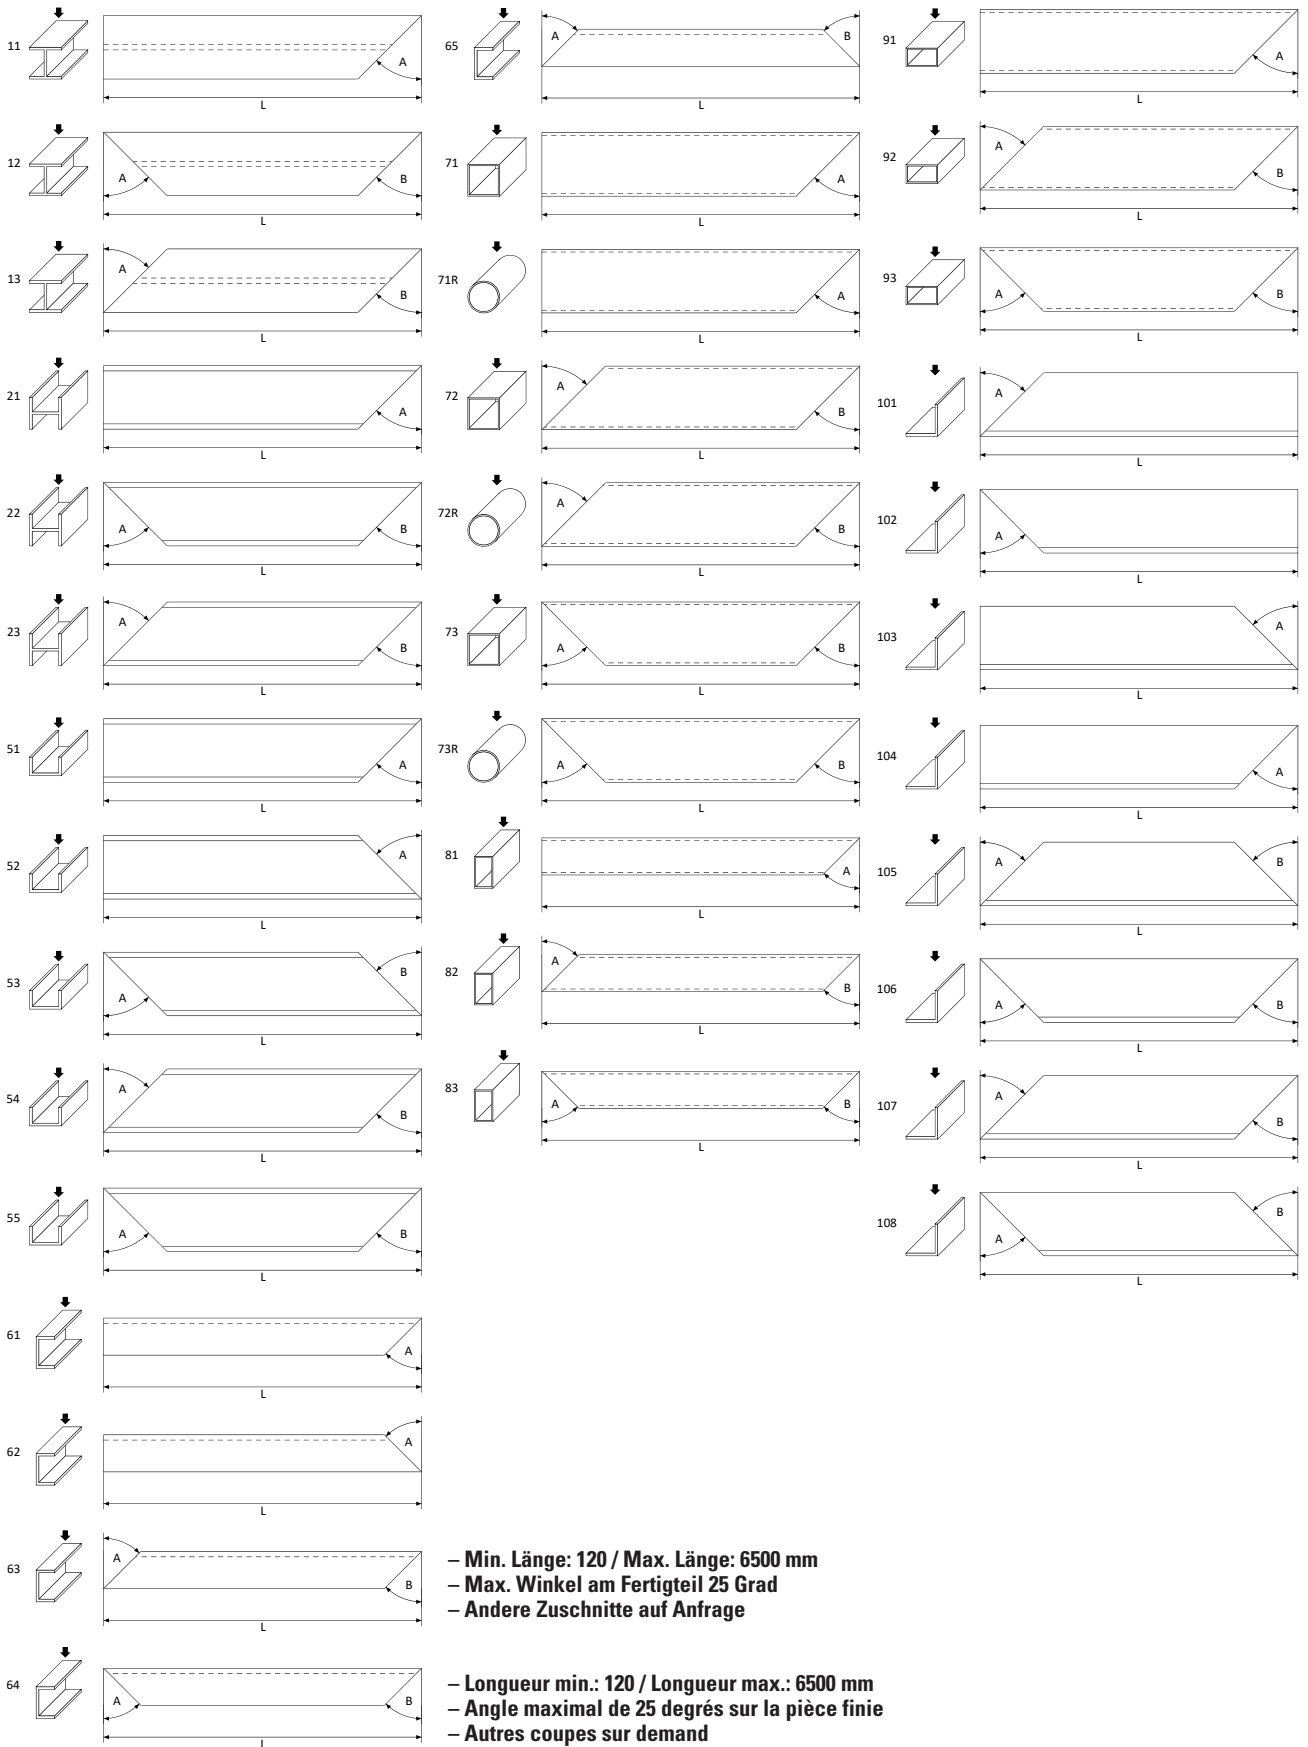 11
A
L
12
A
B
L
13
A
B
L
21
A
L
22
A
B
L
23
A
B
L
51
A
L
52
A
L
53
A
B
L
54
A
B
L
55
A
B
L
61
A
L
62
A
L
63
A
B
L
64
A
B
L
65
A
B
L
71
A
L
71R
A
L
72
A
B
L
72R
A
B
L
73
A
B
L
73R
A
B
L
81
A
L
82
A
B
L
83
A
B
L
91
A
L
92
A
B
L
93
A
B
L
101
A
L
102
A
L
103
A
L
104
A
L
105
A
B
L
106
A
B
L
107
A
B
L
108
A
B
L
– Min. Länge: 120 / Max. Länge: 6500 mm
– Max. Winkel am Fertigteil 25 Grad
– Andere Zuschnitte auf Anfrage
– Longueur min.: 120 / Longueur max.: 6500 mm
– Angle maximal de 25 degrés sur la pièce finie
– Autres coupes sur demand